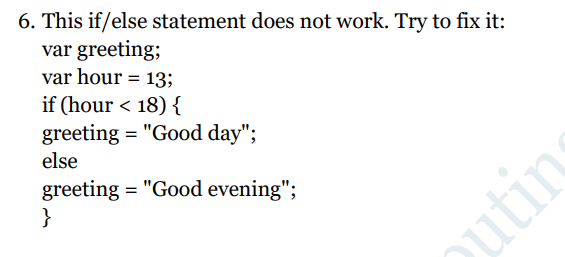 6. This if/else statement does not work. Try to fix it:
var greeting;
var hour = 13;
if (hour < 18) {
greeting = "Good day";
else
greeting = "Good evening";
}